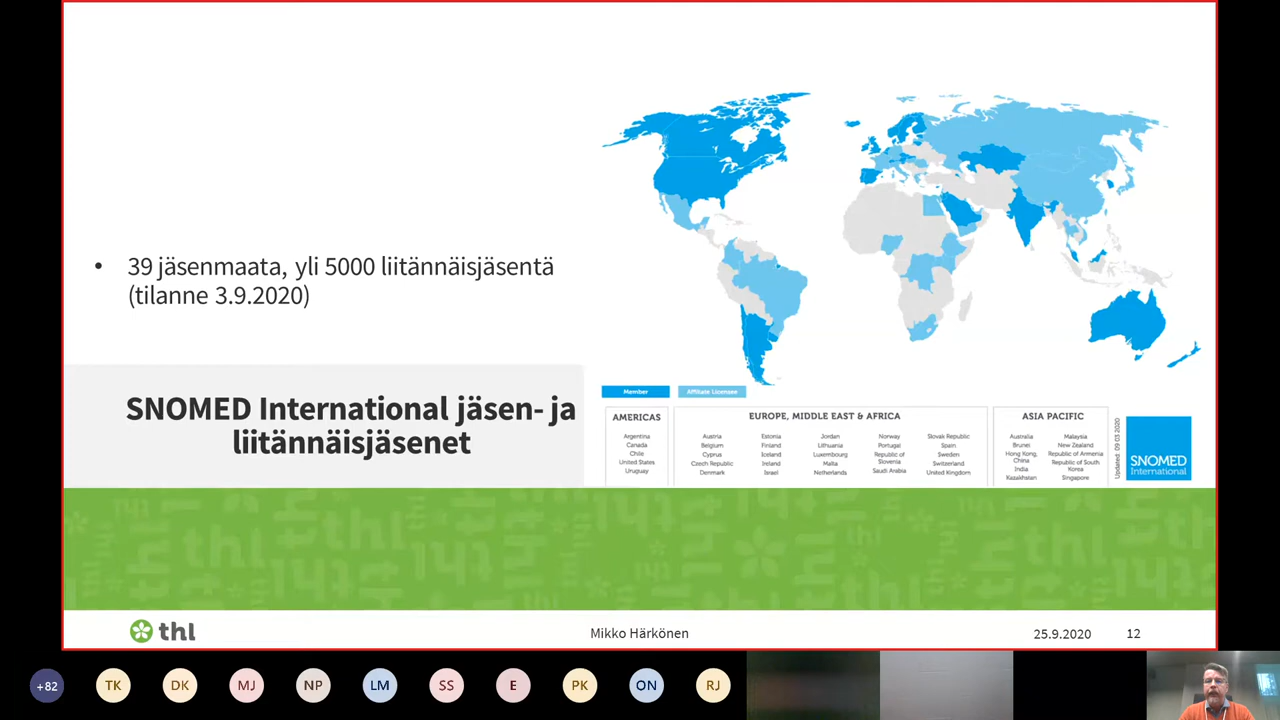 • 39 jäsenmaata, yli 5000 liitännäisjäsentä
(tilanne 3.9.2020)
SNOMED International jäsen- ja
liitännäisjäsenet
Member
Affiliate Licensee
AMERICAS
Argentina
Canada
Chile
United States
Uruguay
EUROPE, MIDDLE EAST & AFRICA
Austria
Belgium
Cyprus
Czech Republic
Denmark
Estonia
Finland
Iceland
Ireland
Israel
Jordan
Lithuania
Luxembourg
Malta
Netherlands
Norway
Portugal
Republic of
Slovenia
Saudi Arabia
Slovak Republic
Spain
Sweden
Switzerland
United Kingdom
ASIA PACIFIC
Australia
Brunei
Hong Kong,
China
India
Kazakhstan
Malaysia
New Zealand
Republic of Armenia
Republic of South
Korea
Singapore
Updated: 09 03 2020
SNOMED
International
thl
Mikko Härkönen
25.9.2020
12
+82
TK
DK
MJ
NP
LM
SS
E
PK
ON
RJ